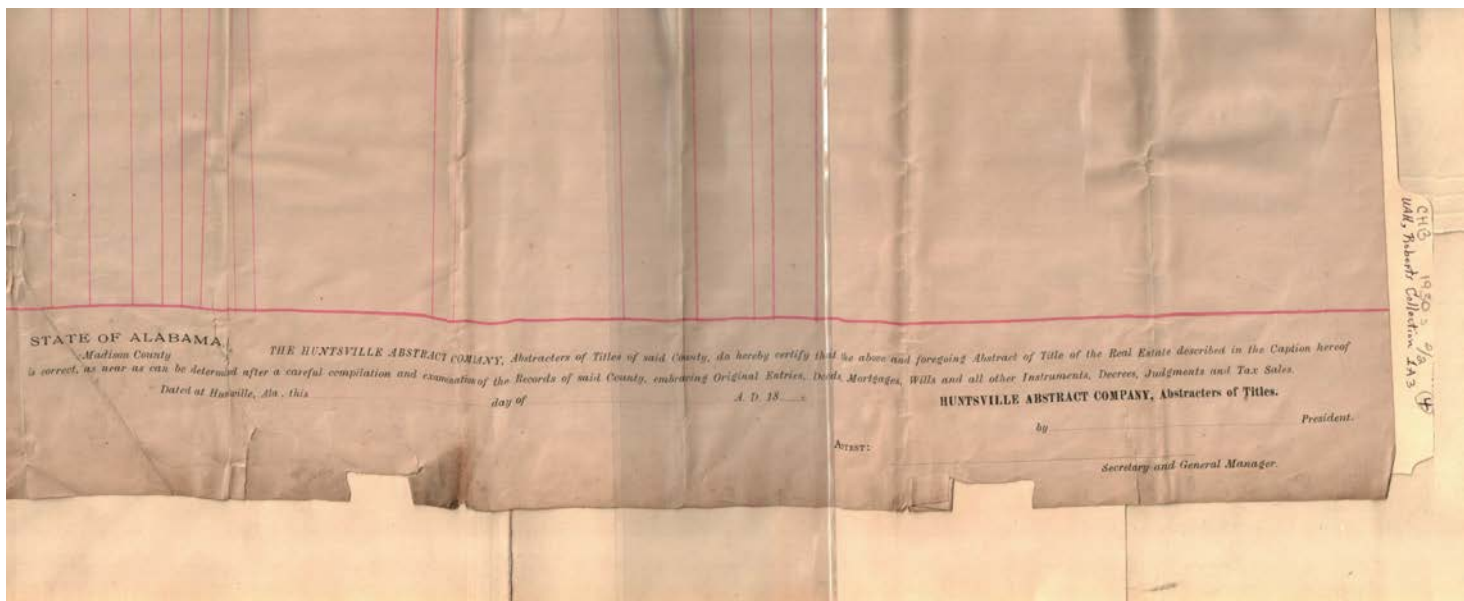 STATE OF ALABAMA,
Madison County
THE HUNTSVILLE ABSTRACT COMPANY, Abstracters of Titles of said County, do hereby certify that the above and foregoing Abstract of Title of the Real Estate described in the Caption hereof
is correct, as near as can be determined after a careful compilation and examination of the Records of said County, embracing Original Entries, Deeds, Mortgages, Wills and all other Instruments, Decrees, Judgments and Tax Sales.
Dated at Huntsville, Ala., this day of A. D. 18
HUNTSVILLE ABSTRACT COMPANY, Abstracters of Titles.
by President.
ATTEST:
Secretary and General Manager.
CHB 1930s
UAH, Roberts Collection 2A3